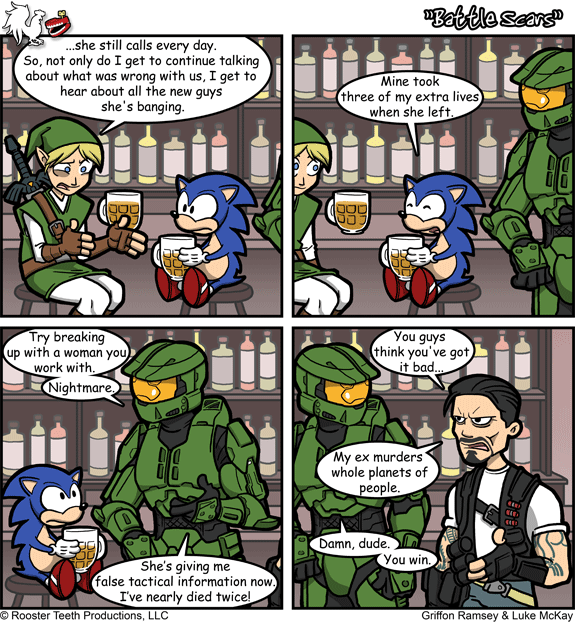 "Battle Scars"
...she still calls every day.
So, not only do I get to continue talking
about what was wrong with us, I get to
hear about all the new guys
she's banging.
Mine took
three of my extra lives
when she left.
Try breaking
up with a woman you
work with.
Nightmare.
She's giving me
false tactical information now.
I've nearly died twice!
You guys
think you've got
it bad...
My ex murders
whole planets of
people.
Damn, dude.
You win.
© Rooster Teeth Productions, LLC
Griffon Ramsey & Luke McKay